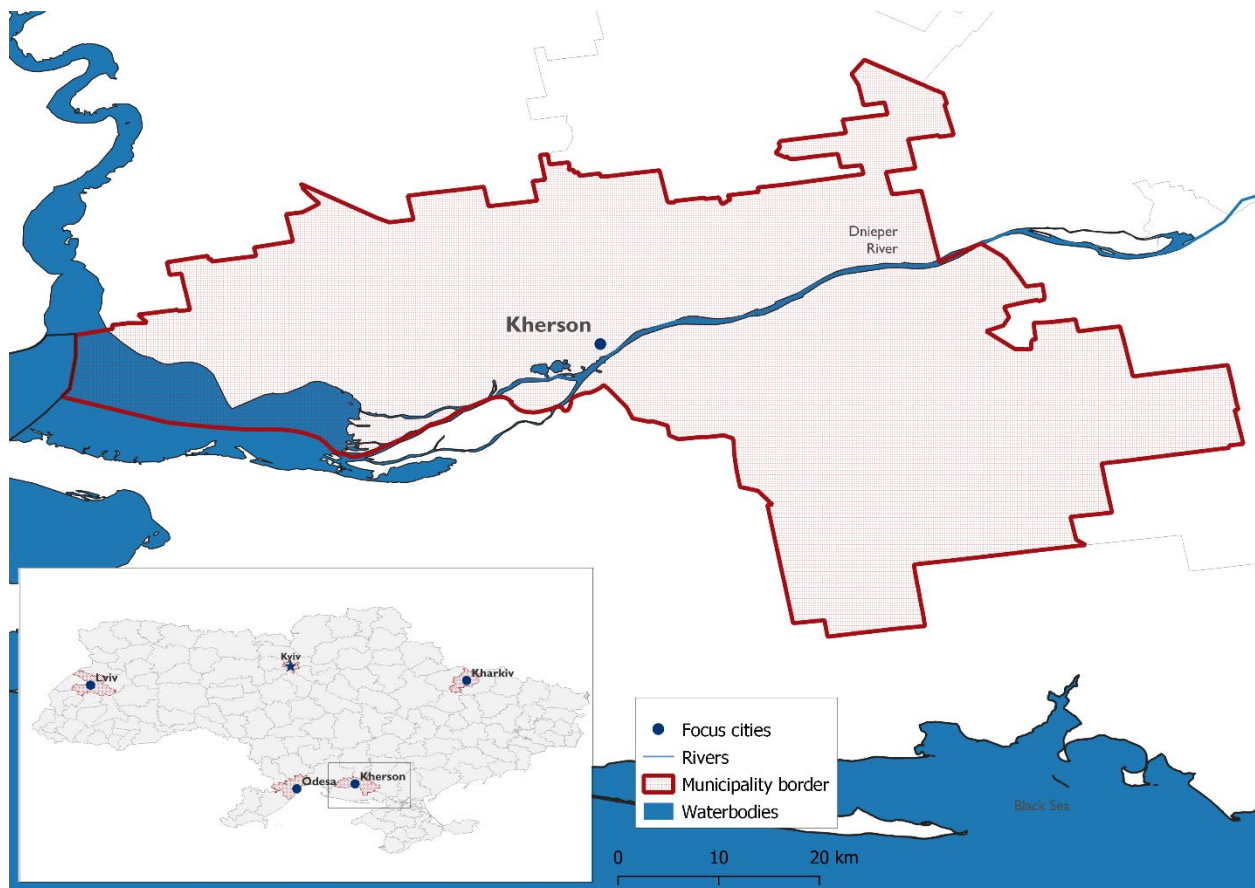 Dnieper
River
Kherson
Kyiv
Lviv
Kharkiv
Odesa
Kherson
Focus cities
Rivers
Municipality border
Waterbodies
Black Sea
0 10 20 km